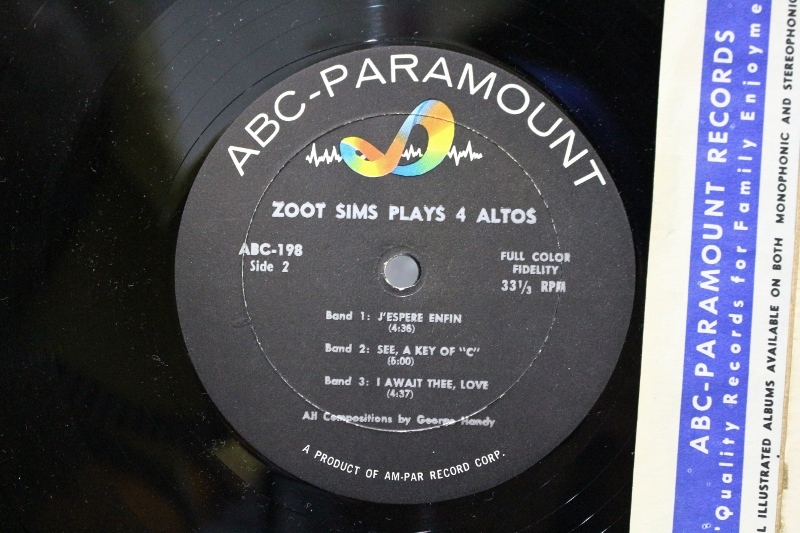 ABC-PARAMOUNT
ZOOT SIMS PLAYS 4 ALTOS
ABC-198
Side 2
FULL COLOR
FIDELITY
33 1/3 RPM
Band 1: J'ESPERE ENFIN
(4:36)
Band 2: SEE, A KEY OF "C"
(5:00)
Band 3: I AWAIT THEE, LOVE
(4:37)
All Compositions by George Handy
A PRODUCT OF AM-PAR RECORD CORP.
ABC-PARAMOUNT RECORDS
"Quality Records for Family Enjoyme
ILLUSTRATED ALBUMS AVAILABLE ON BOTH MONOPHONIC AND STEREOPHONIC